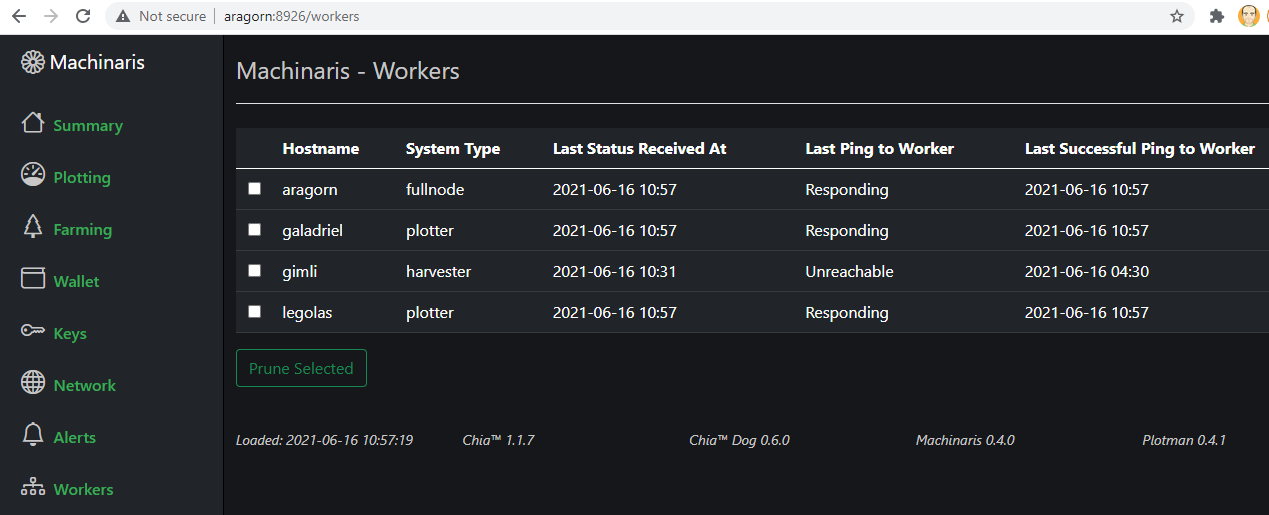 Not secure | aragorn:8926/workers
Machinaris
Machinaris - Workers
Summary
Plotting
Farming
Wallet
Keys
Network
Alerts
Workers
Hostname System Type Last Status Received At Last Ping to Worker Last Successful Ping to Worker
aragorn fullnode 2021-06-16 10:57 Responding 2021-06-16 10:57
galadriel plotter 2021-06-16 10:57 Responding 2021-06-16 10:57
gimli harvester 2021-06-16 10:31 Unreachable 2021-06-16 04:30
legolas plotter 2021-06-16 10:57 Responding 2021-06-16 10:57
Prune Selected
Loaded: 2021-06-16 10:57:19 Chia™ 1.1.7 Chia™ Dog 0.6.0 Machinaris 0.4.0 Plotman 0.4.1